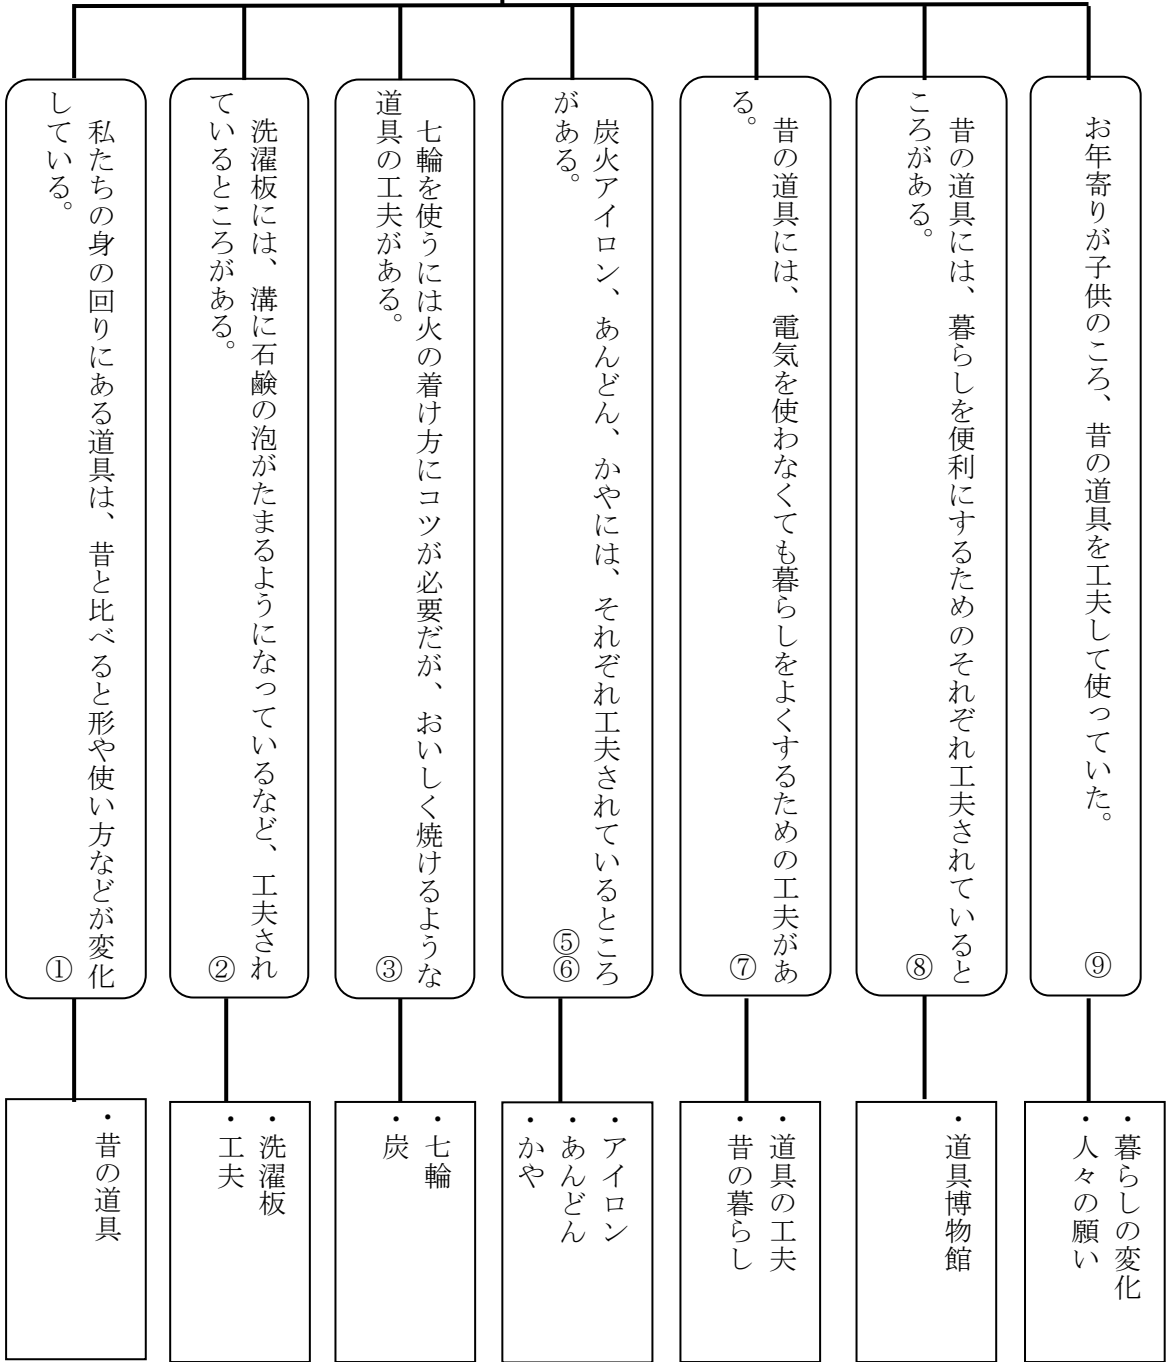 お年寄りが子供のころ、昔の道具を工夫して使っていた。
⑨
昔の道具には、暮らしを便利にするためのそれぞれ工夫されていると
ころがある。
⑧
昔の道具には、電気を使わなくても暮らしをよくするための工夫があ
る。
⑦
炭火アイロン、あんどん、かやには、それぞれ工夫されているところ
がある。
⑤⑥
七輪を使うには火の着け方にコツが必要だが、おいしく焼けるような
道具の工夫がある。
③
洗濯板には、溝に石鹸の泡がたまるようになっているなど、工夫され
ているところがある。
②
私たちの身の回りにある道具は、昔と比べると形や使い方などが変化
している。
①
・暮らしの変化
・人々の願い
・道具博物館
・道具の工夫
・昔の暮らし
・アイロン
・あんどん
・かや
・七輪
・炭
・洗濯板
・工夫
・昔の道具